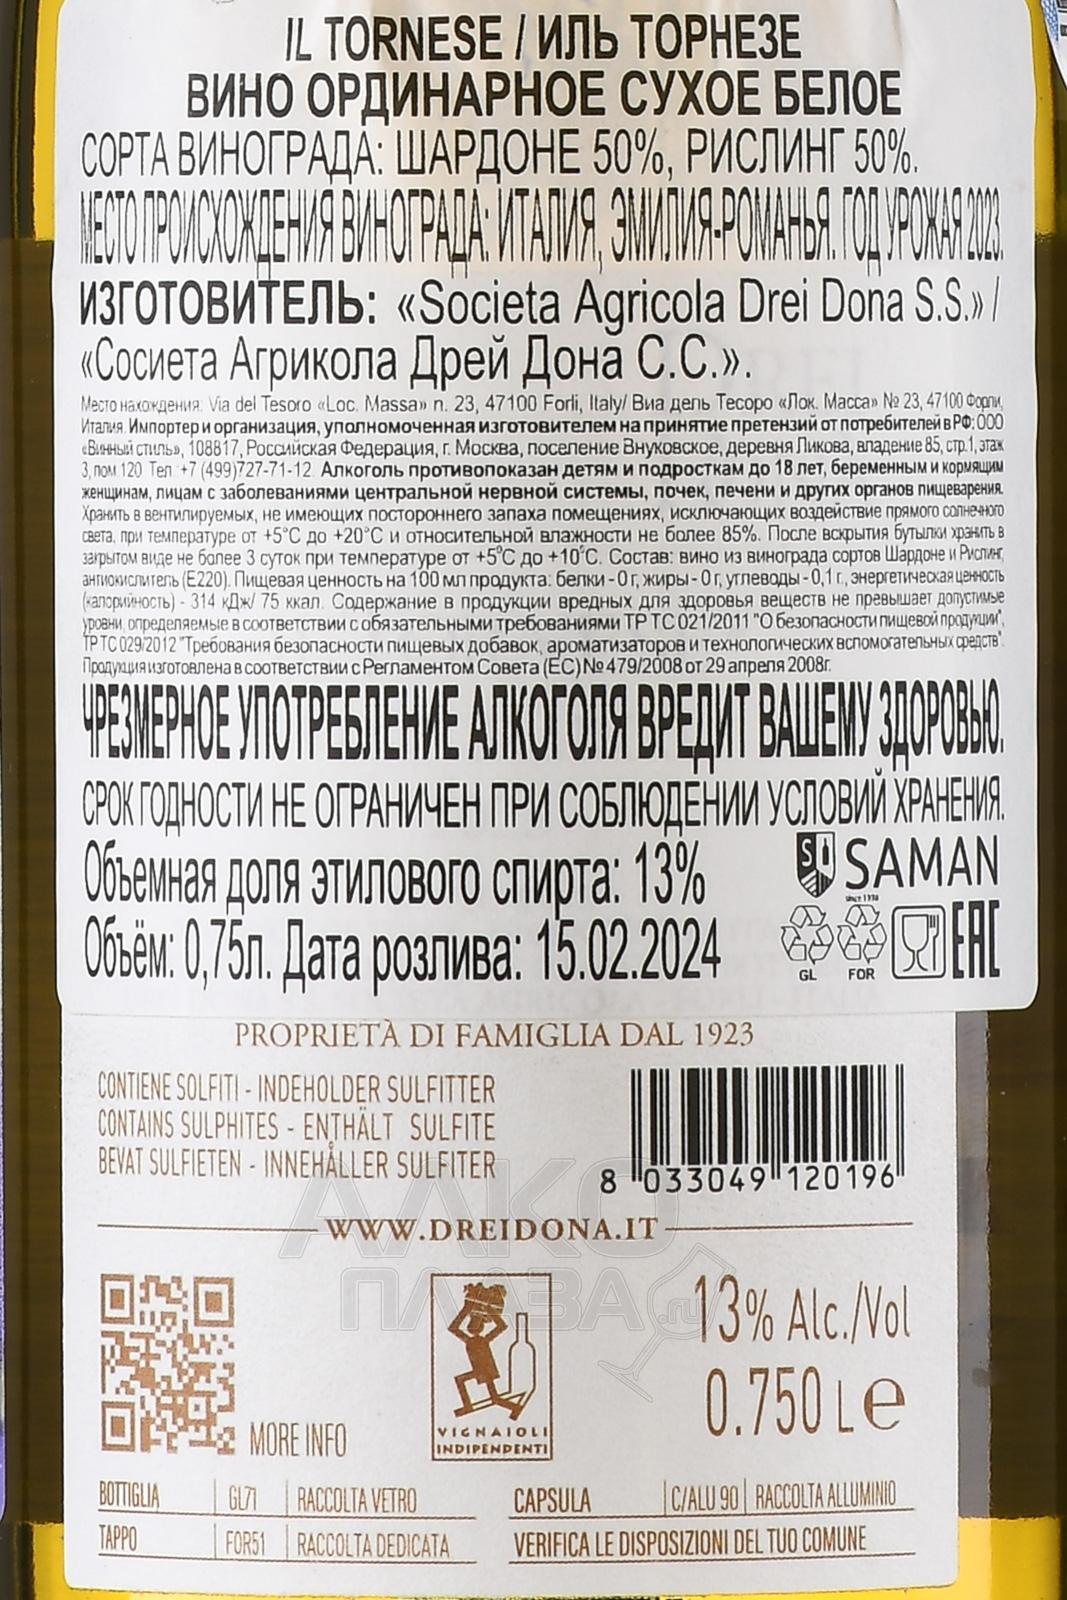 IL TORNESE / ИЛЬ ТОРНЕЗЕ
ВИНО ОРДИНАРНОЕ СУХОЕ БЕЛОЕ
СОРТА ВИНОГРАДА: ШАРДОНЕ 50%, РИСЛИНГ 50%.
МЕСТО ПРОИСХОЖДЕНИЯ ВИНОГРАДА: ИТАЛИЯ, ЭМИЛИЯ-РОМАНЬЯ. ГОД УРОЖАЯ 2023.
ИЗГОТОВИТЕЛЬ: «Societa Agricola Drei Dona S.S.» /
«Сосиета Агрикола Дрей Дона С.С.».
Место нахождения: Via del Tesoro «Loc. Massa» n. 23, 47100 Forli, Italy/ Виа дель Тесоро «Лок. Масса» № 23, 47100 Форли,
Италия. Импортер и организация, уполномоченная изготовителем на принятие претензий от потребителей в РФ: ООО
«Винный стиль», 108817, Российская Федерация, г. Москва, поселение Внуковское, деревня Ликова, владение 85, стр.1, этаж
3, пом 120 Тел. +7 (499)727-71-12. Алкоголь противопоказан детям и подросткам до 18 лет, беременным и кормящим
женщинам, лицам с заболеваниями центральной нервной системы, почек, печени и других органов пищеварения.
Хранить в вентилируемых, не имеющих постороннего запаха помещениях, исключающих воздействие прямого солнечного
света, при температуре от +5°С до +20°С и относительной влажности не более 85%. После вскрытия бутылки хранить в
закрытом виде не более 3 суток при температуре от +5°С до +10°С. Состав: вино из винограда сортов Шардоне и Рислинг,
антиокислитель (Е220). Пищевая ценность на 100 мл продукта: белки - 0 г, жиры - 0 г, углеводы - 0,1 г., энергетическая ценность
(калорийность) - 314 кДж/ 75 ккал. Содержание в продукции вредных для здоровья веществ не превышает допустимые
уровни, определяемые в соответствии с обязательными требованиями ТР ТС 021/2011 "О безопасности пищевой продукции",
ТР ТС 029/2012 "Требования безопасности пищевых добавок, ароматизаторов и технологических вспомогательных средств".
Продукция изготовлена в соответствии с Регламентом Совета (ЕС) № 479/2008 от 29 апреля 2008г.
ЧРЕЗМЕРНОЕ УПОТРЕБЛЕНИЕ АЛКОГОЛЯ ВРЕДИТ ВАШЕМУ ЗДОРОВЬЮ.
СРОК ГОДНОСТИ НЕ ОГРАНИЧЕН ПРИ СОБЛЮДЕНИИ УСЛОВИЙ ХРАНЕНИЯ.
Объемная доля этилового спирта: 13%
SAMAN
since 1998
Объём: 0,75л. Дата розлива: 15.02.2024
GL FOR
EAC
PROPRIETÀ DI FAMIGLIA DAL 1923
CONTIENE SOLFITI - INDEHOLDER SULFITTER
CONTAINS SULPHITES - ENTHÄLT SULFITE
BEVAT SULFIETEN - INNEHÅLLER SULFITER
8 033049 120196
WWW.DREIDONA.IT
АЛКО
ПЛАЗА.ru
13% Alc./Vol
0.750 L e
MORE INFO
VIGNAIOLI
INDIPENDENTI
BOTTIGLIA GL71 RACCOLTA VETRO
CAPSULA C/ALU 90 RACCOLTA ALLUMINIO
TAPPO FOR51 RACCOLTA DEDICATA
VERIFICA LE DISPOSIZIONI DEL TUO COMUNE